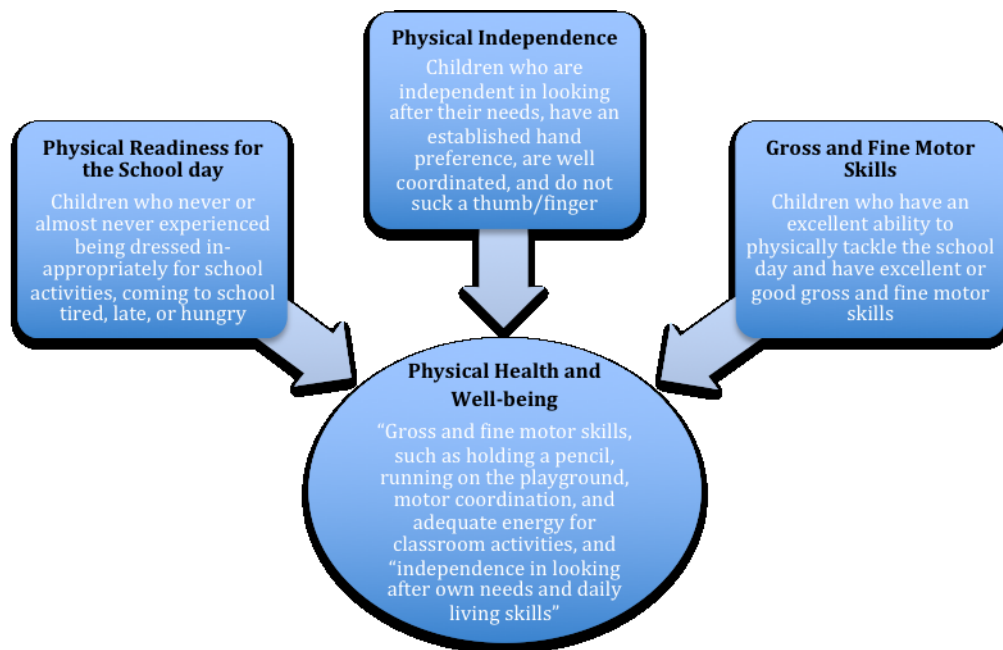 Physical Readiness for
the School day
Children who never or
almost never experienced
being dressed in-
appropriately for school
activities, coming to school
tired, late, or hungry
Physical Independence
Children who are
independent in looking
after their needs, have an
established hand
preference, are well
coordinated, and do not
suck a thumb/finger
Gross and Fine Motor
Skills
Children who have an
excellent ability to
physically tackle the school
day and have excellent or
good gross and fine motor
skills
Physical Health and
Well-being
“Gross and fine motor skills,
such as holding a pencil,
running on the playground,
motor coordination, and
adequate energy for
classroom activities, and
“independence in looking
after own needs and daily
living skills”